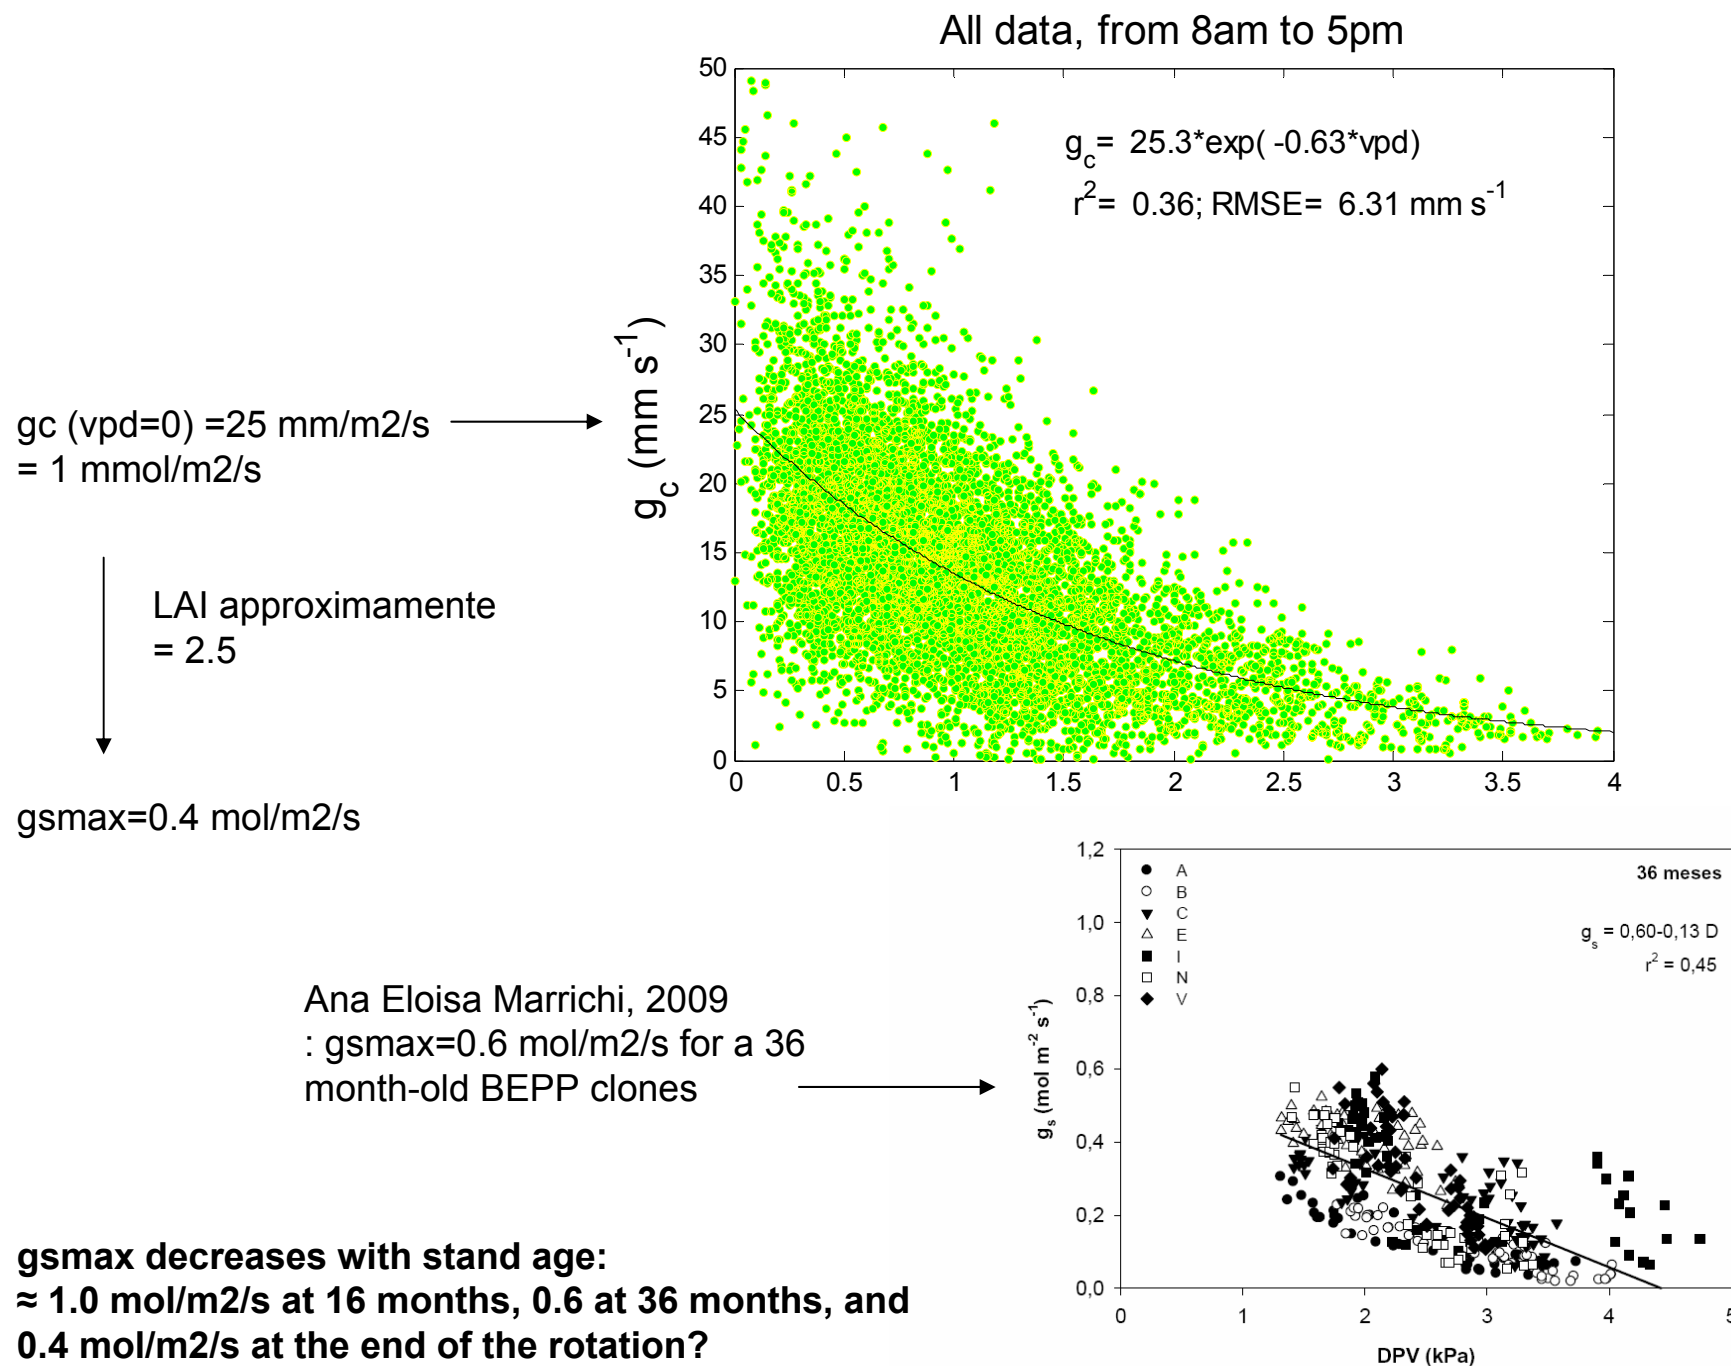 All data, from 8am to 5pm
50
45
40
35
30
25
20
15
10
5
0
0 0.5 1 1.5 2 2.5 3 3.5 4
g_c (mm s^-1)
g_c= 25.3*exp( -0.63*vpd)
r^2= 0.36; RMSE= 6.31 mm s^-1
gc (vpd=0) =25 mm/m2/s
= 1 mmol/m2/s
LAI approximamente
= 2.5
gsmax=0.4 mol/m2/s
Ana Eloisa Marrichi, 2009
: gsmax=0.6 mol/m2/s for a 36
month-old BEPP clones
1,2
1,0
0,8
0,6
0,4
0,2
0,0
0 1 2 3 4 5
g_s (mol m^-2 s^-1)
DPV (kPa)
A
B
C
E
I
N
V
36 meses
g_s = 0,60-0,13 D
r^2 = 0,45
gsmax decreases with stand age:
≈ 1.0 mol/m2/s at 16 months, 0.6 at 36 months, and
0.4 mol/m2/s at the end of the rotation?